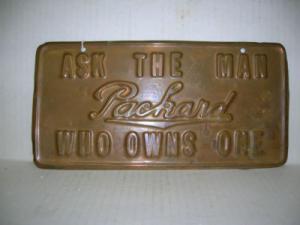 ASK THE MAN
Packard
WHO OWNS ONE